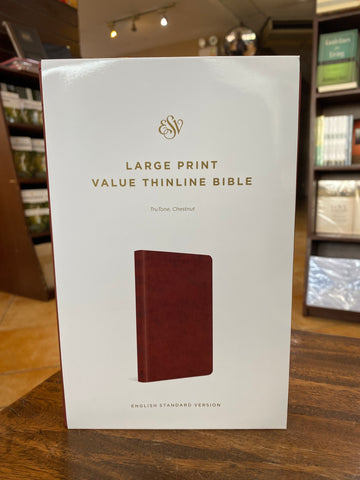 ESV
LARGE PRINT
VALUE THINLINE BIBLE
TruTone, Chestnut
ENGLISH STANDARD VERSION